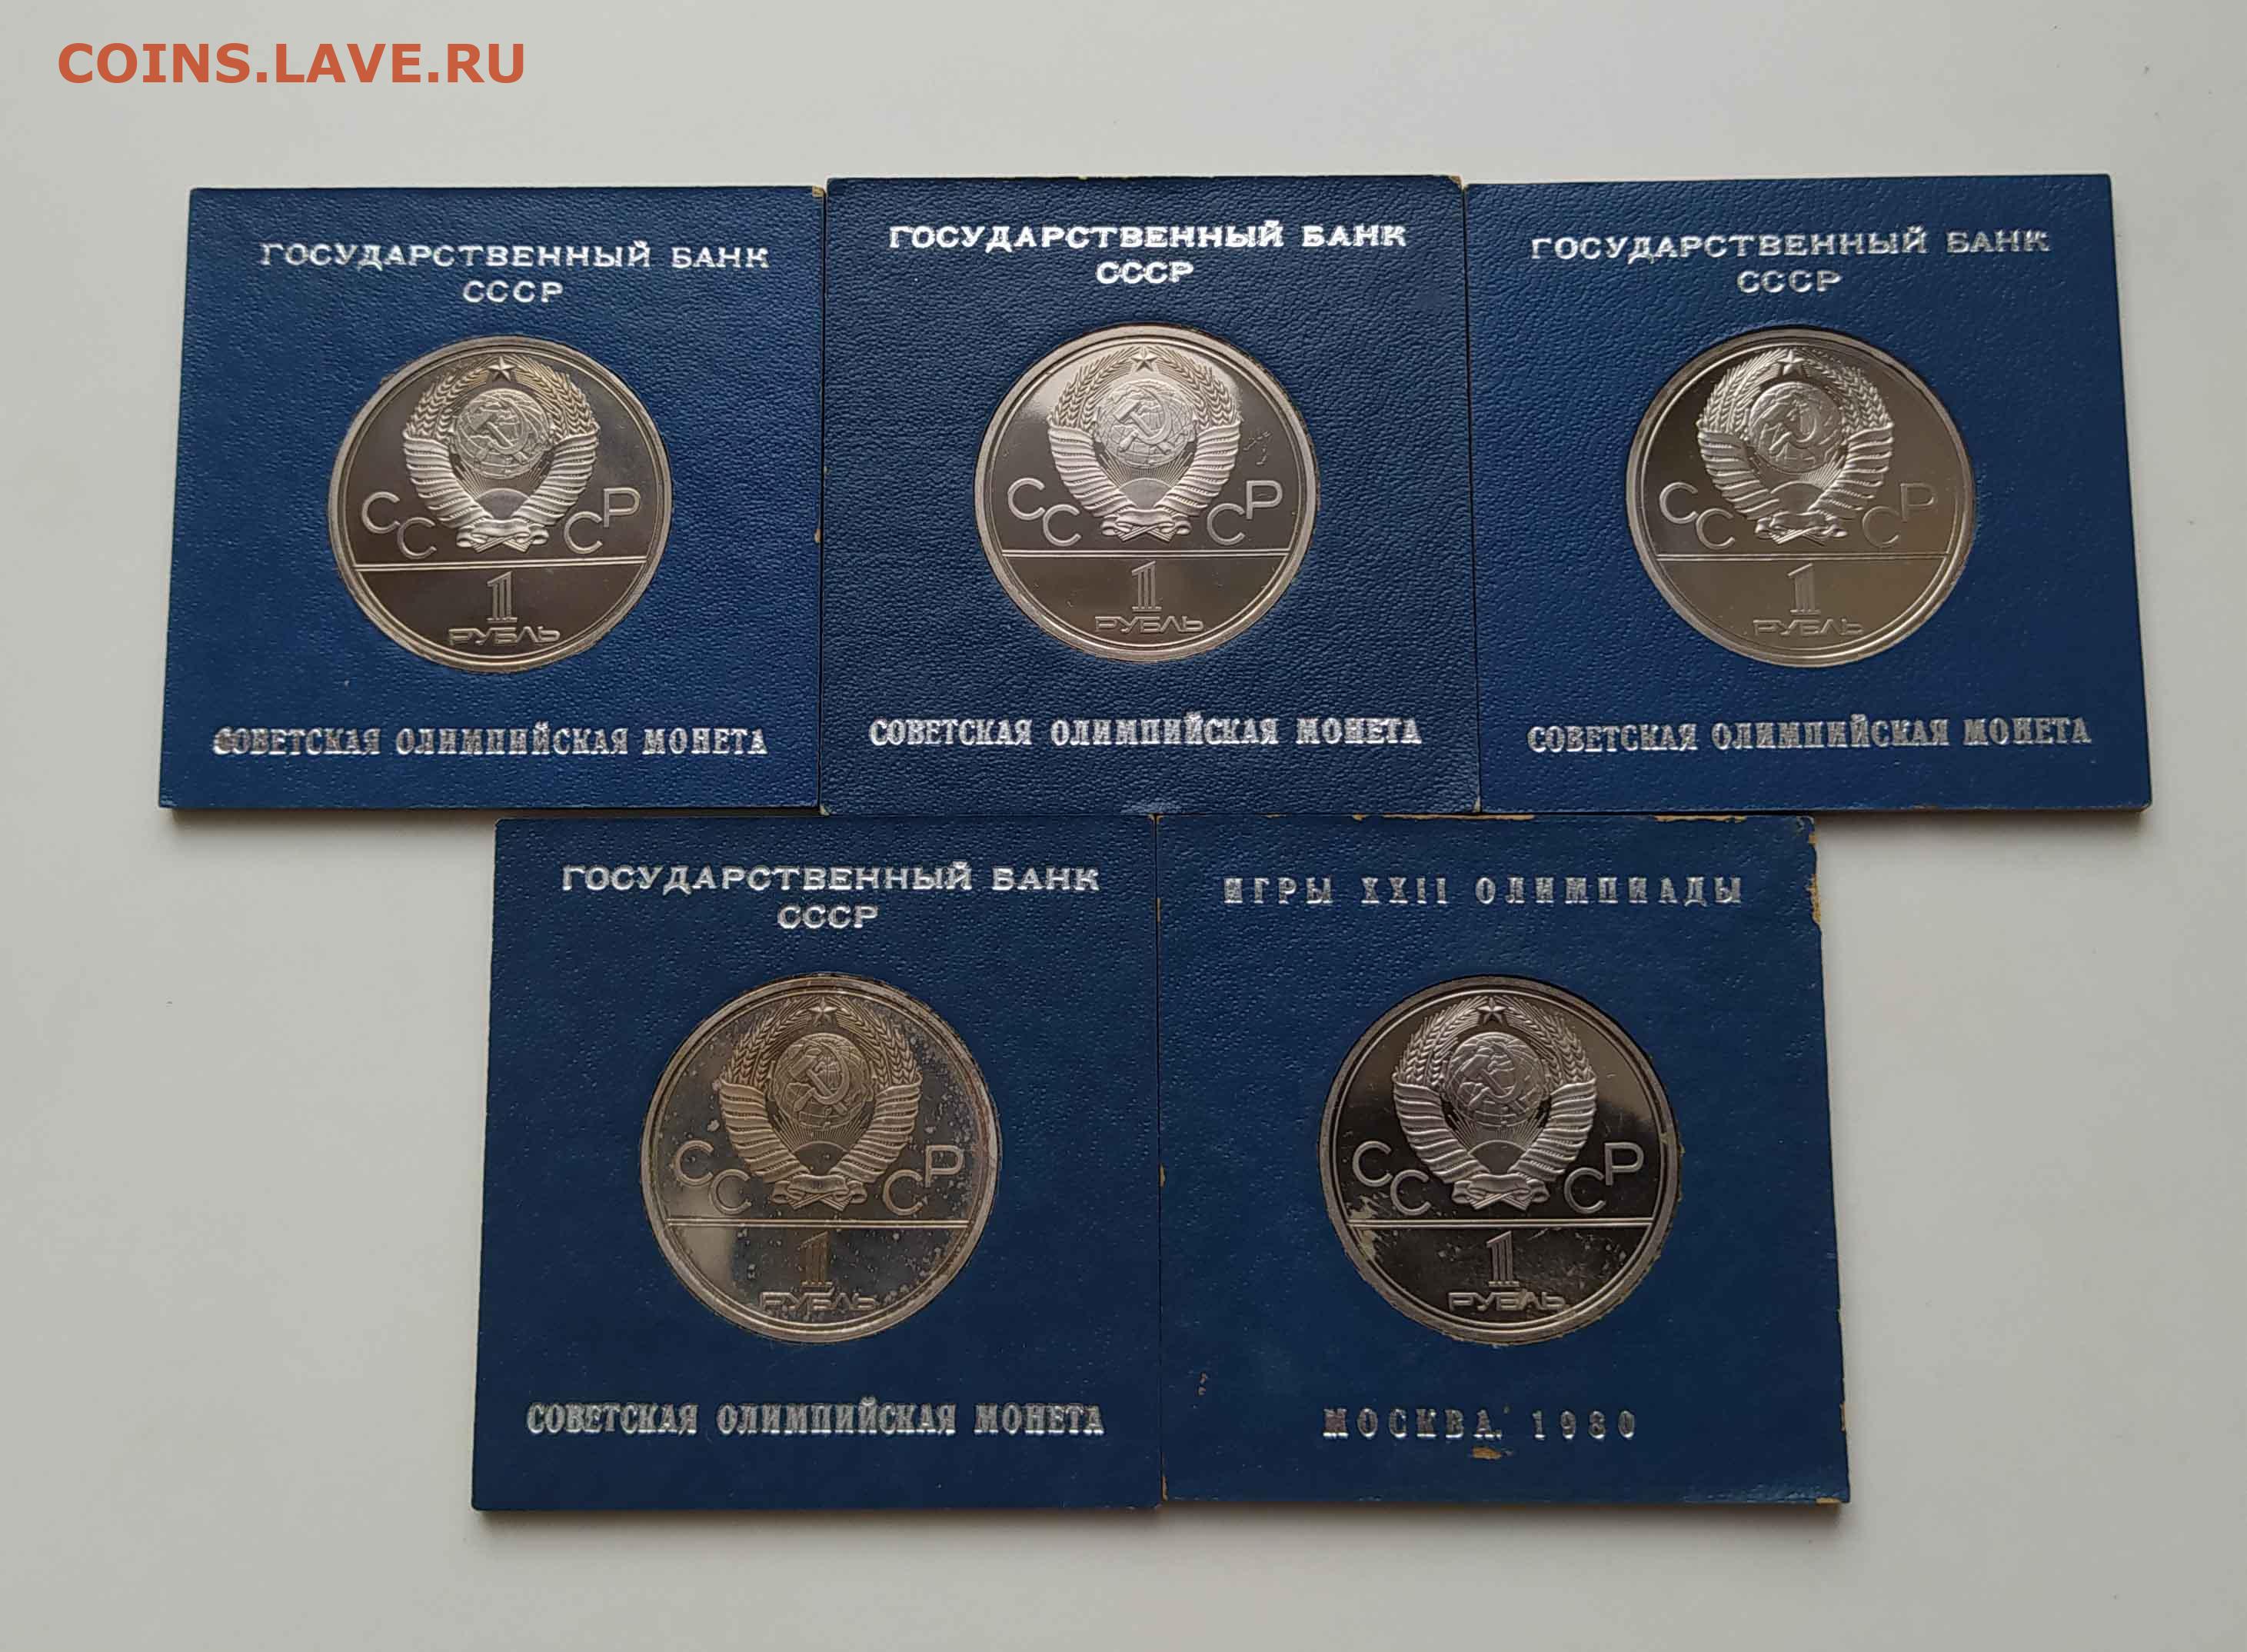 COINS.LAVE.RU
ГОСУДАРСТВЕННЫЙ БАНК
СССР
СССР
1
РУБЛЬ
СОВЕТСКАЯ ОЛИМПИЙСКАЯ МОНЕТА
ГОСУДАРСТВЕННЫЙ БАНК
СССР
СССР
1
РУБЛЬ
СОВЕТСКАЯ ОЛИМПИЙСКАЯ МОНЕТА
ГОСУДАРСТВЕННЫЙ БАНК
СССР
СССР
1
РУБЛЬ
СОВЕТСКАЯ ОЛИМПИЙСКАЯ МОНЕТА
ГОСУДАРСТВЕННЫЙ БАНК
СССР
СССР
1
РУБЛЬ
СОВЕТСКАЯ ОЛИМПИЙСКАЯ МОНЕТА
ИГРЫ XXII ОЛИМПИАДЫ
СССР
1
РУБЛЬ
МОСКВА. 1980